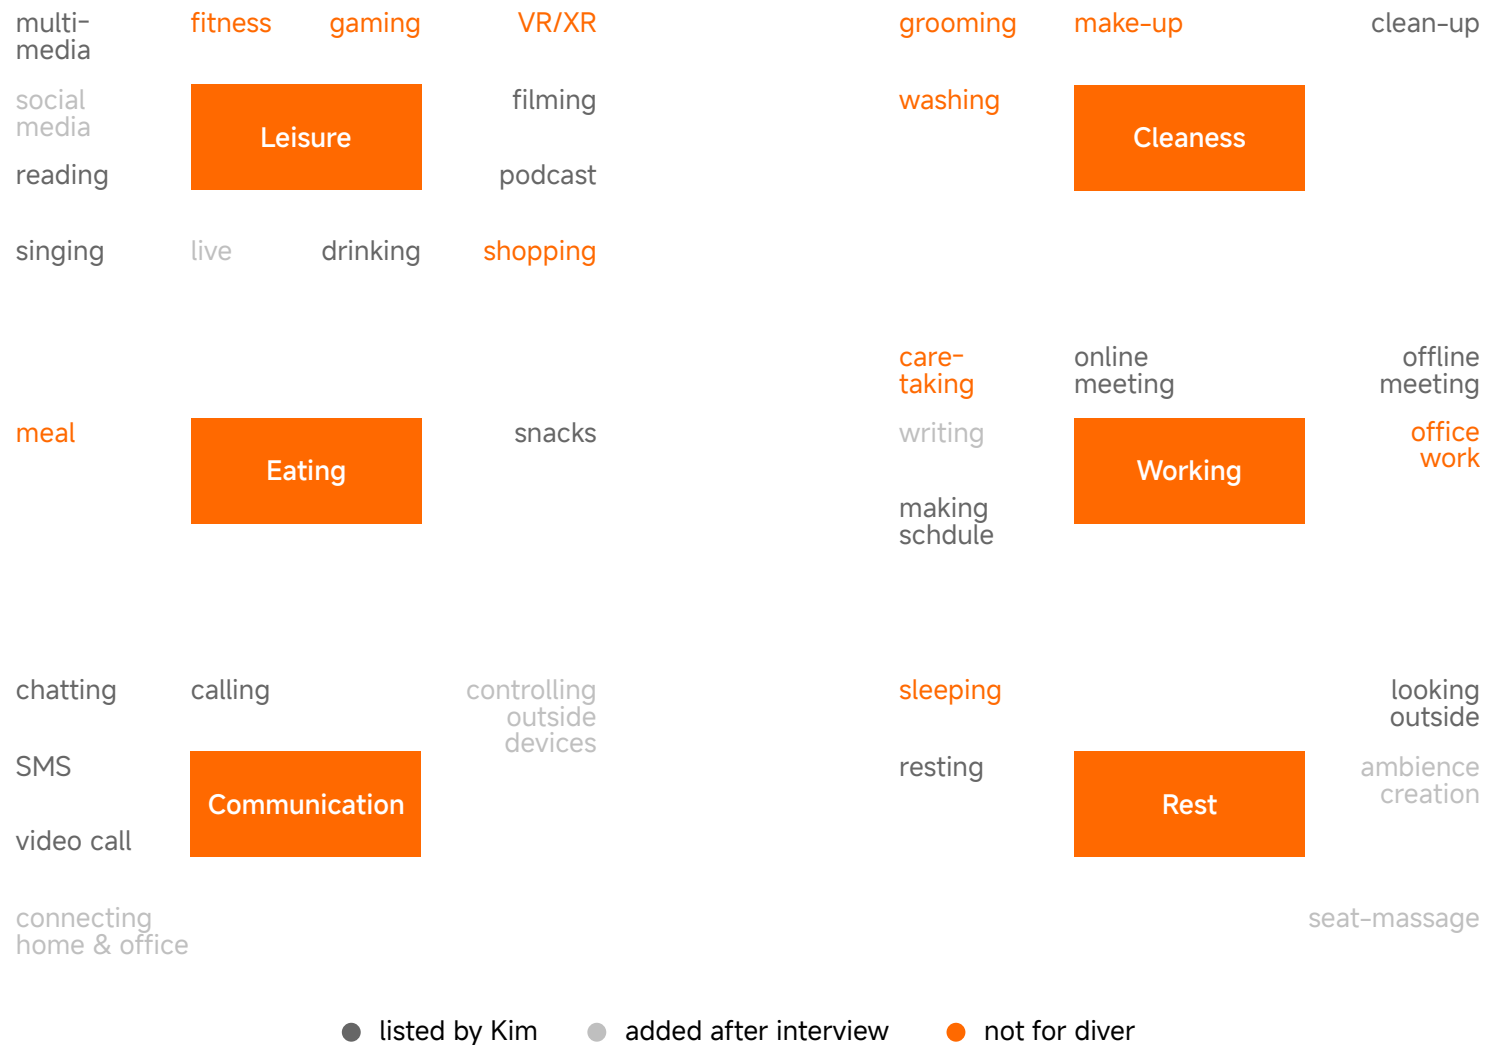 multi-
media
fitness
gaming
VR/XR
social
media
Leisure
filming
reading
podcast
singing
live
drinking
shopping
grooming
make-up
clean-up
washing
Cleaness
meal
Eating
snacks
care-
taking
online
meeting
offline
meeting
writing
Working
office
work
making
schdule
chatting
calling
controlling
outside
devices
SMS
Communication
video call
connecting
home & office
sleeping
looking
outside
resting
Rest
ambience
creation
seat-massage
listed by Kim
added after interview
not for diver